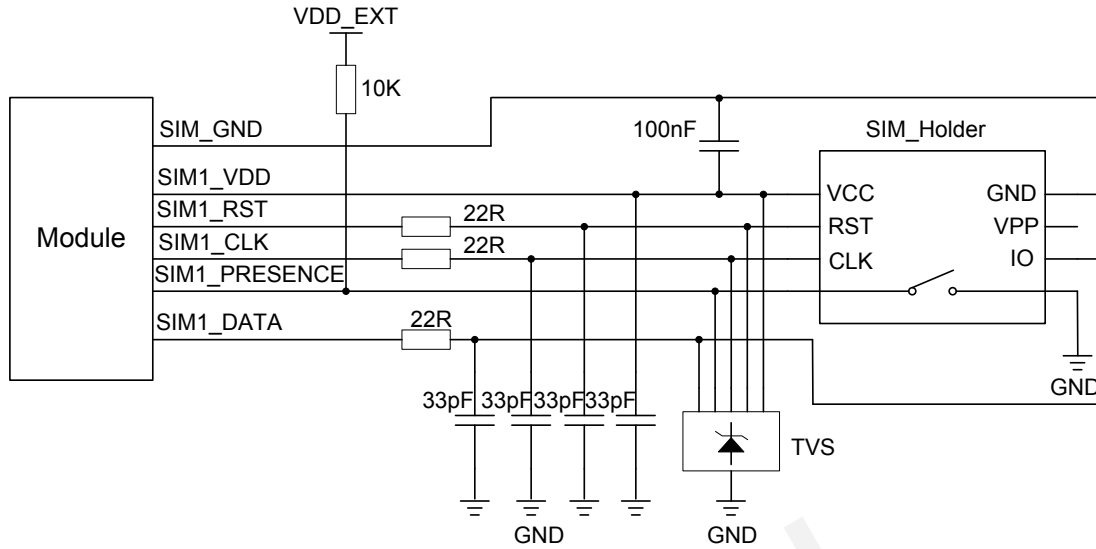 VDD_EXT
10K
SIM_GND
100nF
SIM_Holder
SIM1_VDD
VCC
GND
SIM1_RST
22R
RST
VPP
Module
SIM1_CLK
22R
CLK
IO
SIM1_PRESENCE
SIM1_DATA
22R
GND
33pF 33pF 33pF 33pF
TVS
GND
GND